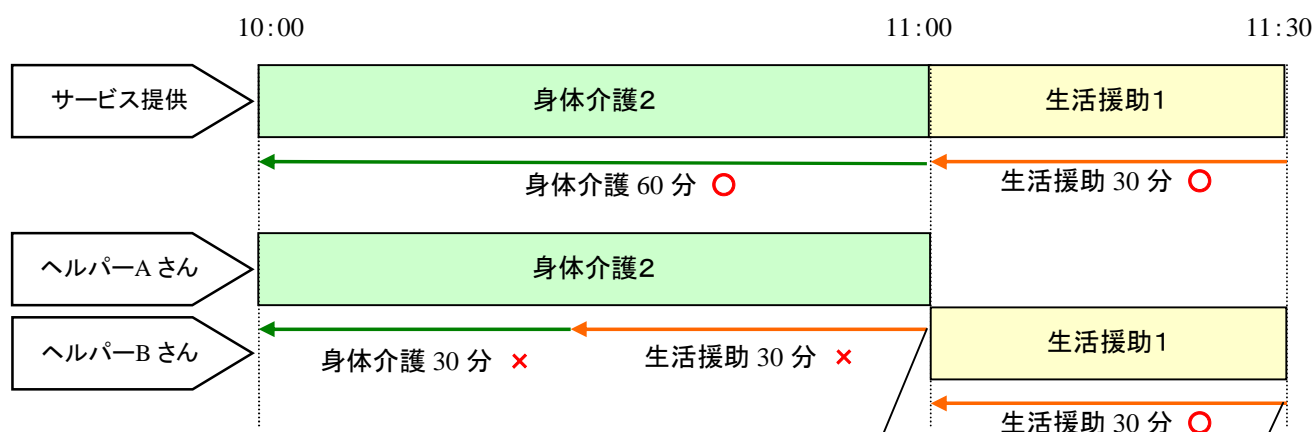 10:00 11:00 11:30
サービス提供 身体介護2 生活援助1
身体介護 60 分 ○ 生活援助 30 分 ○
ヘルパーA さん 身体介護2
ヘルパーB さん 身体介護 30 分 × 生活援助 30 分 × 生活援助1
生活援助 30 分 ○